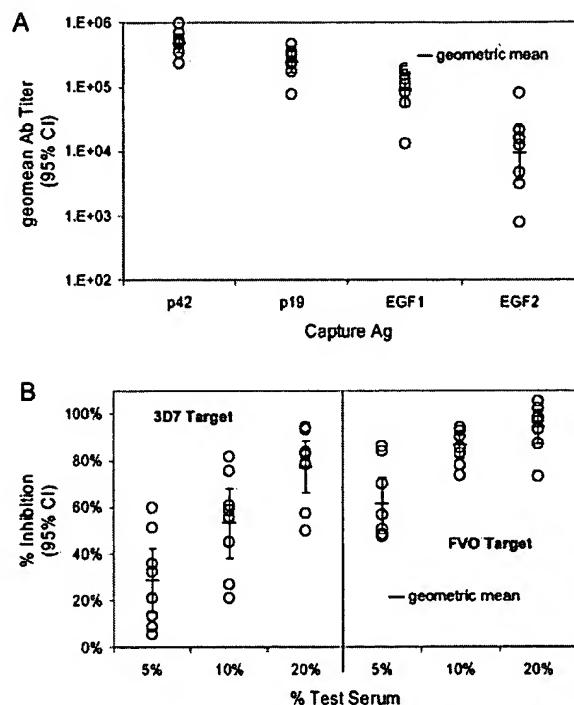 A
geomean Ab Titer
(95% CI)
1.E+06
1.E+05
1.E+04
1.E+03
1.E+02
geometric mean
p42 p19 EGF1 EGF2
Capture Ag
B
% Inhibition
(95% CI)
100%
80%
60%
40%
20%
0%
3D7 Target
FVO Target
geometric mean
5% 10% 20% 5% 10% 20%
% Test Serum